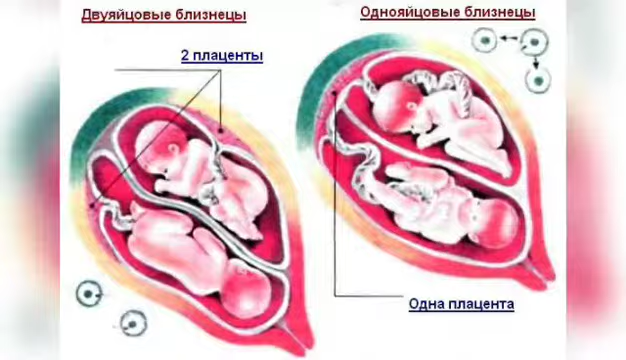 Двуяйцовые близнецы
Однояйцовые близнецы
2 плаценты
Одна плацента